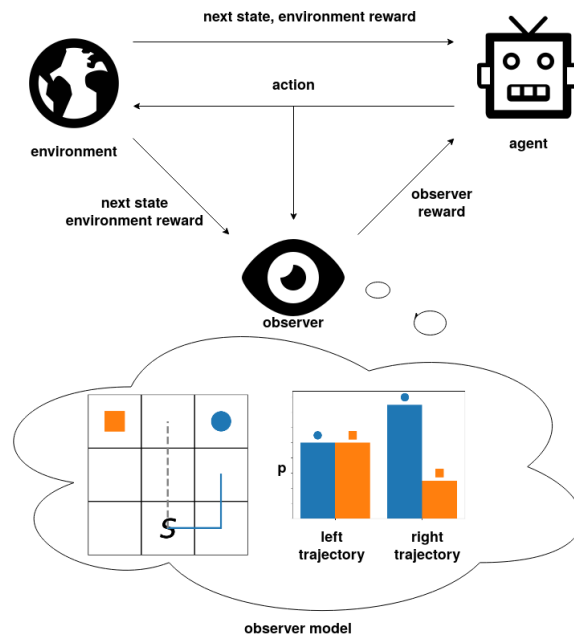 next state, environment reward
action
environment
agent
next state
environment reward
observer
reward
observer
S
p
left
trajectory
right
trajectory
observer model